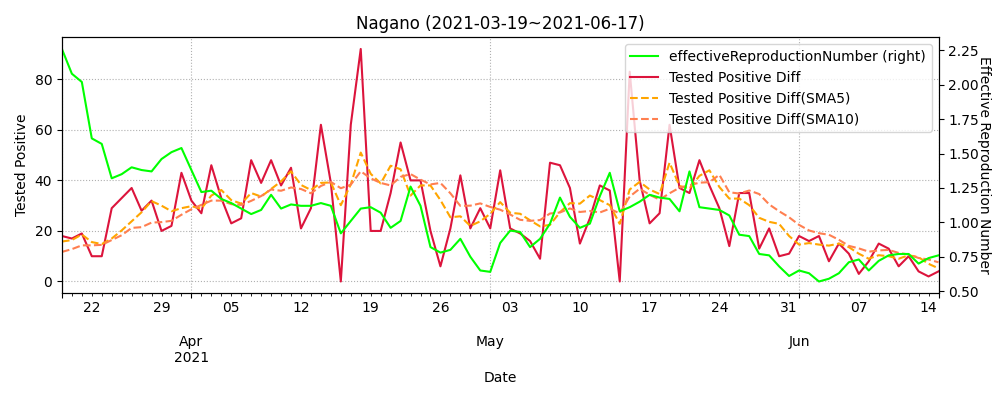 Nagano (2021-03-19~2021-06-17)
effectiveReproductionNumber (right)
Tested Positive Diff
Tested Positive Diff(SMA5)
Tested Positive Diff(SMA10)
Tested Positive
80
60
40
20
0
2.25
2.00
1.75
1.50
1.25
1.00
0.75
0.50
Effective Reproduction Number
22 29 05 12 19 26 03 10 17 24 31 07 14
Apr May Jun
2021
Date